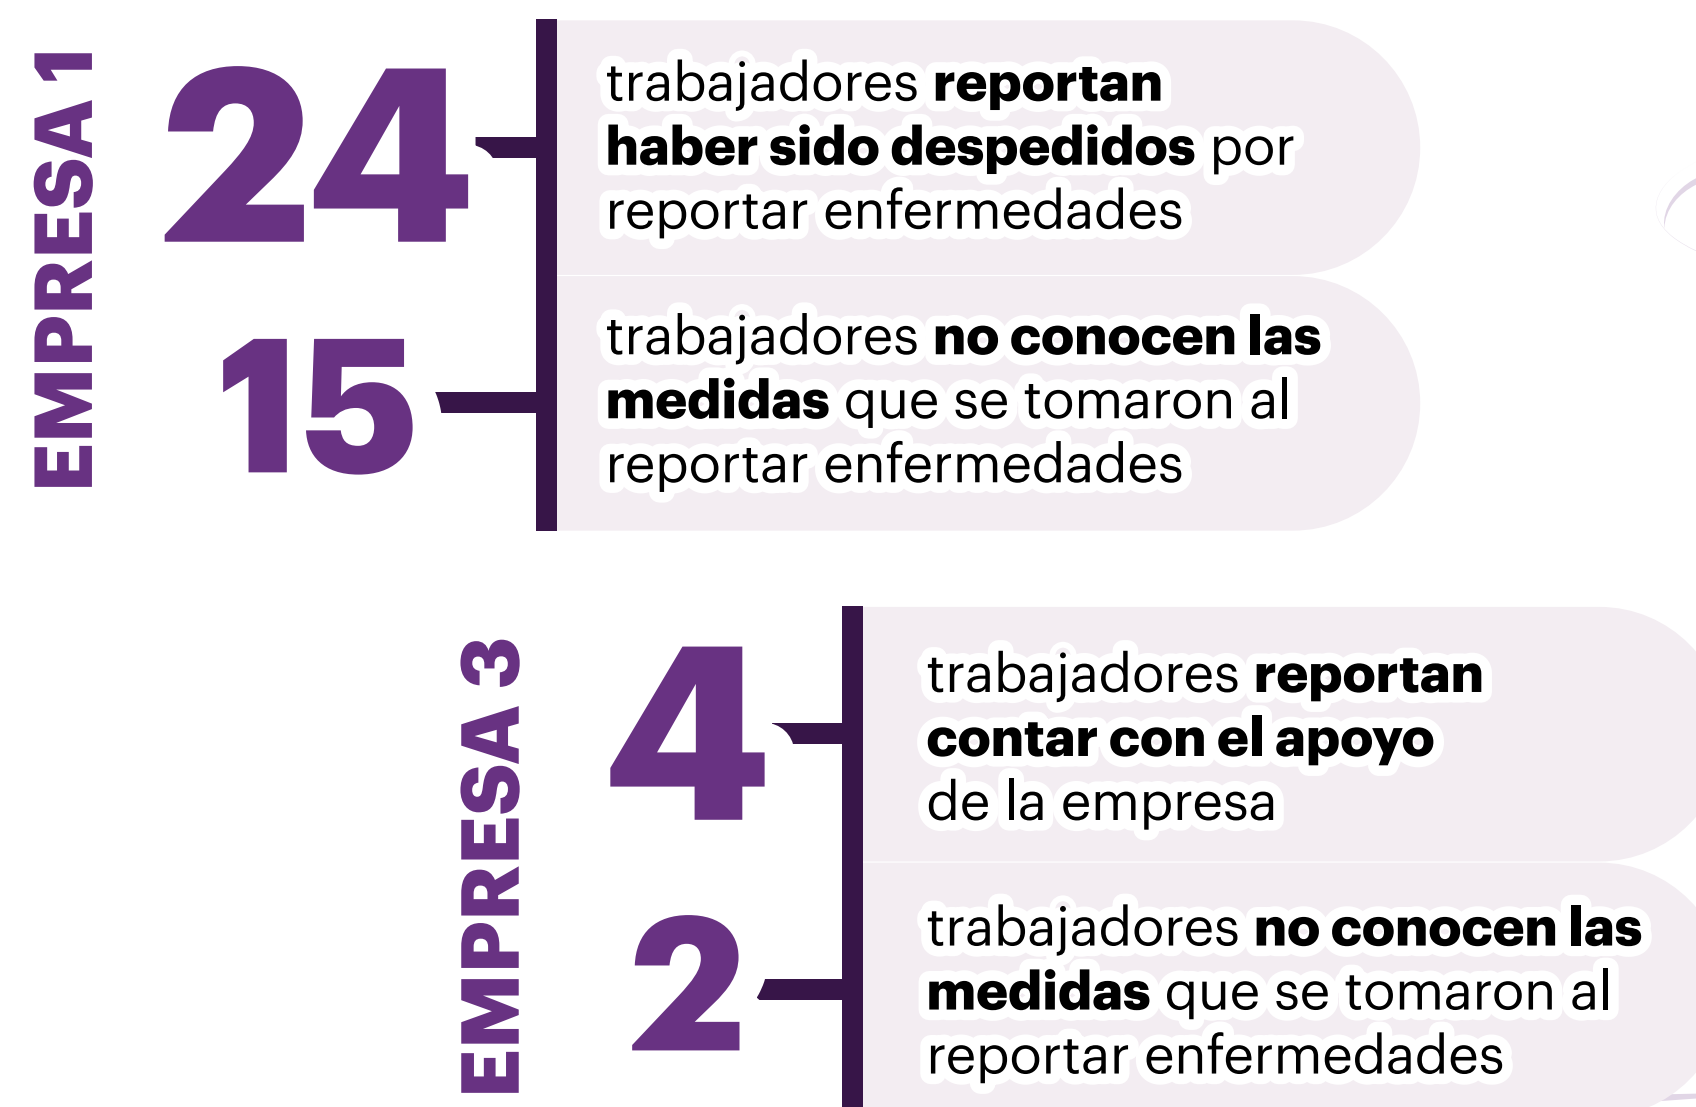 EMPRESA 1
24
trabajadores reportan
haber sido despedidos por
reportar enfermedades
15
trabajadores no conocen las
medidas que se tomaron al
reportar enfermedades
EMPRESA 3
4
trabajadores reportan
contar con el apoyo
de la empresa
2
trabajadores no conocen las
medidas que se tomaron al
reportar enfermedades